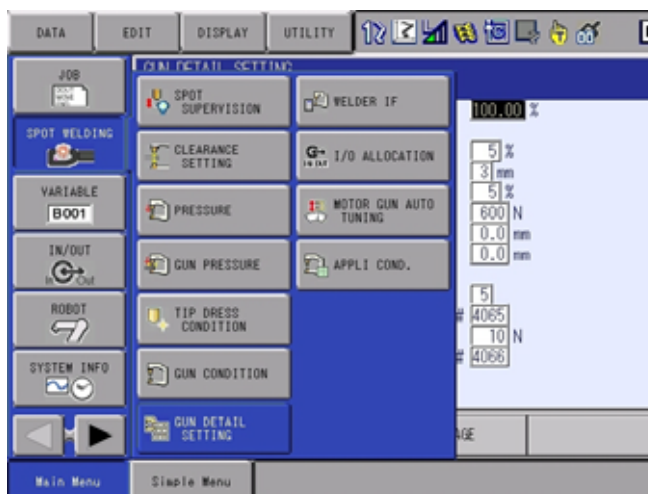 DATA
EDIT
DISPLAY
UTILITY
GUN DETAIL SETTING
JOB
SPOT WELDING
VARIABLE
B001
IN/OUT
In Out
ROBOT
SYSTEM INFO
SPOT
SUPERVISION
CLEARANCE
SETTING
PRESSURE
GUN PRESSURE
TIP DRESS
CONDITION
GUN CONDITION
GUN DETAIL
SETTING
WELDER IF
I/O ALLOCATION
MOTOR GUN AUTO
TUNING
APPLI COND.
100.00 %
5 %
3 mm
5 %
600 N
0.0 mm
0.0 mm
5
# 4065
10 N
# 4066
Main Menu
Simple Menu